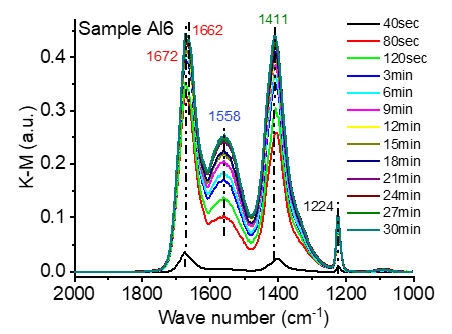 Sample Al6
1411
1662
1672
1558
1224
40sec
80sec
120sec
3min
6min
9min
12min
15min
18min
21min
24min
27min
30min
K-M (a.u.)
0.4
0.3
0.2
0.1
0.0
2000 1800 1600 1400 1200 1000
Wave number (cm⁻¹)